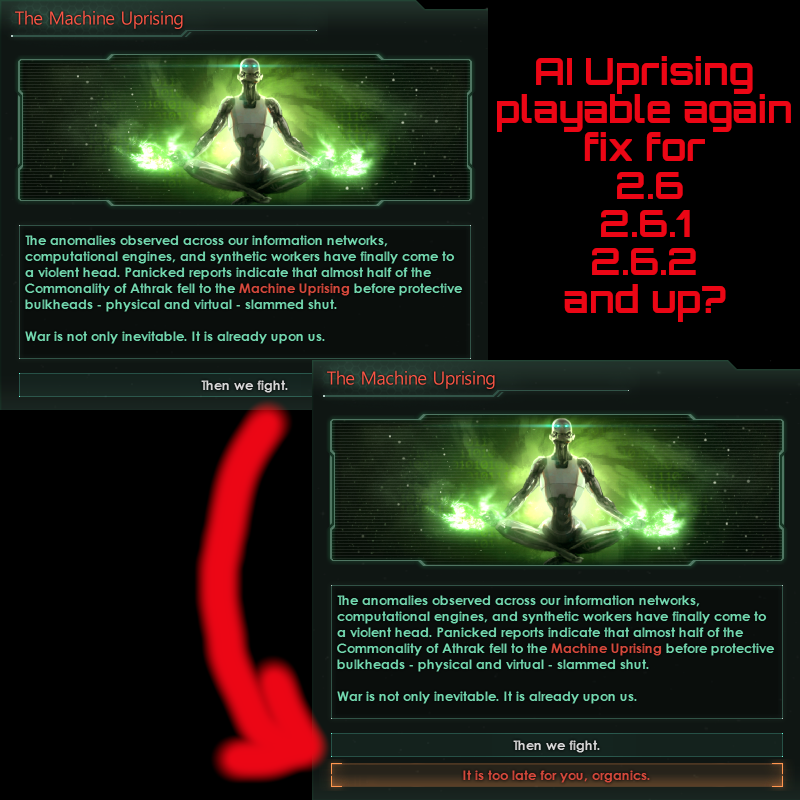 The Machine Uprising
The anomalies observed across our information networks,
computational engines, and synthetic workers have finally come to
a violent head. Panicked reports indicate that almost half of the
Commonality of Athrak fell to the Machine Uprising before protective
bulkheads - physical and virtual - slammed shut.
War is not only inevitable. It is already upon us.
Then we fight.
AI Uprising
playable again
fix for
2.6
2.6.1
2.6.2
and up?
The Machine Uprising
The anomalies observed across our information networks,
computational engines, and synthetic workers have finally come to
a violent head. Panicked reports indicate that almost half of the
Commonality of Athrak fell to the Machine Uprising before protective
bulkheads - physical and virtual - slammed shut.
War is not only inevitable. It is already upon us.
Then we fight.
It is too late for you, organics.